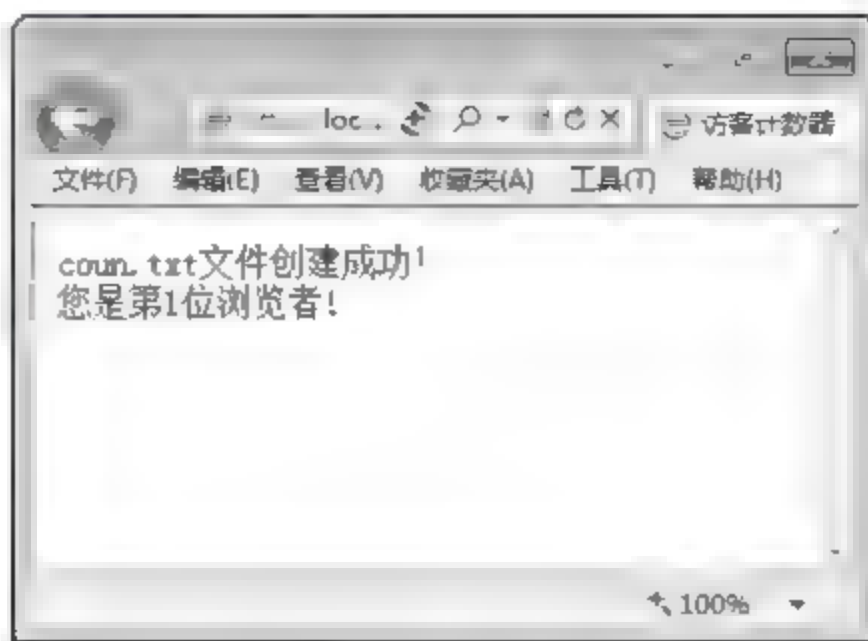 loc.
访客计数器
文件(F) 编辑(E) 查看(V) 收藏夹(A) 工具(T) 帮助(H)
coun.txt文件创建成功!
您是第1位浏览者!
100%